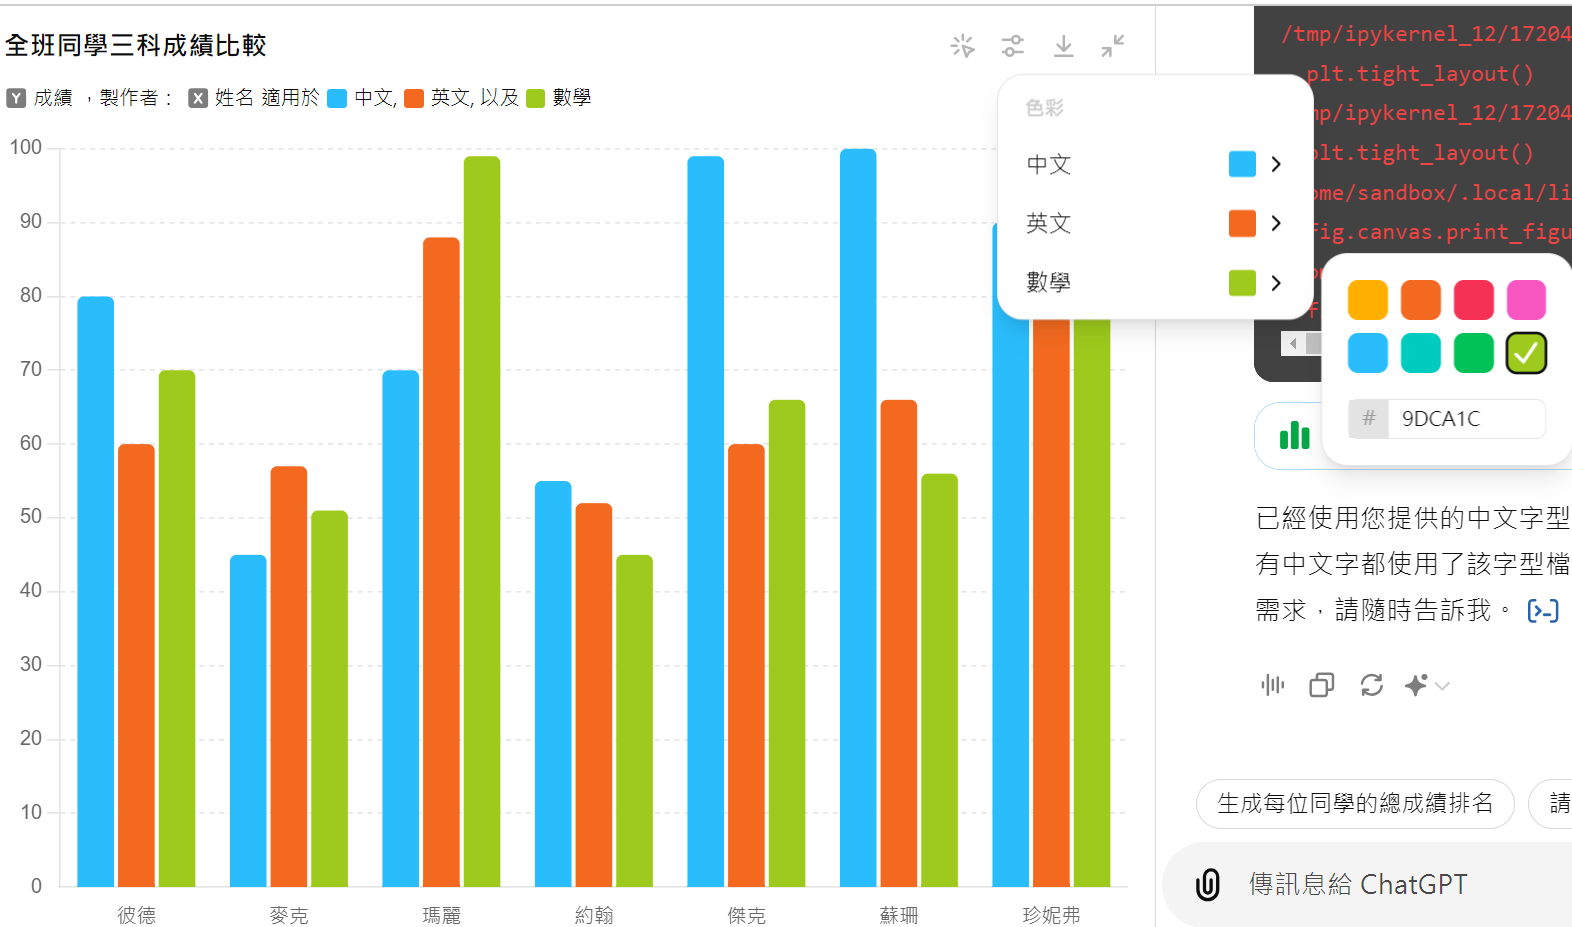 全班同學三科成績比較
Y 成績 ，製作者： X 姓名 適用於 中文, 英文, 以及 數學
100
90
80
70
60
50
40
30
20
10
0
彼德
麥克
瑪麗
約翰
傑克
蘇珊
珍妮弗
色彩
中文
英文
數學
/tmp/ipykernel_12/17204
plt.tight_layout()
mp/ipykernel_12/17204
plt.tight_layout()
ome/sandbox/.local/li
fig.canvas.print_figu
# 9DCA1C
已經使用您提供的中文字型
有中文字都使用了該字型檔
需求，請隨時告訴我。
生成每位同學的總成績排名
請
傳訊息給 ChatGPT